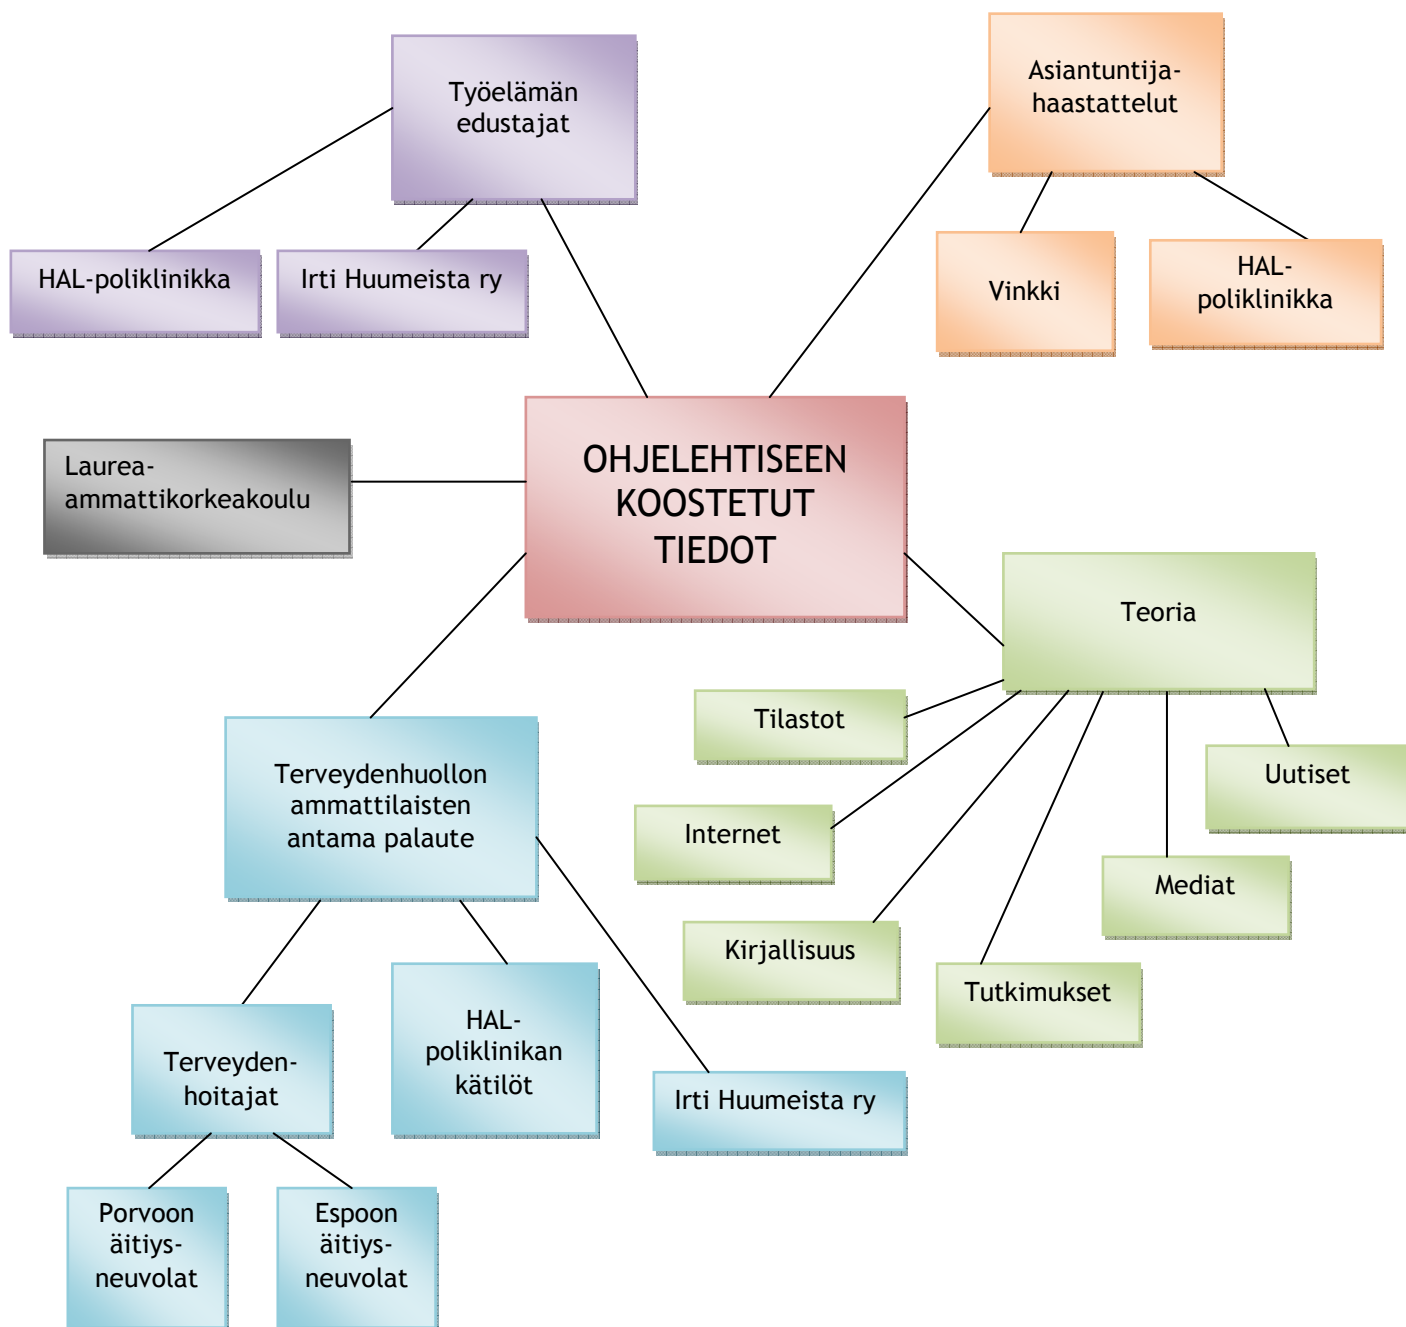 Työelämän
edustajat
Asiantuntija-
haastattelut
HAL-poliklinikka
Irti Huumeista ry
Vinkki
HAL-
poliklinikka
Laurea-
ammattikorkeakoulu
OHJELEHTISEEN
KOOSTETUT
TIEDOT
Teoria
Tilastot
Uutiset
Internet
Mediat
Kirjallisuus
Tutkimukset
Terveydenhuollon
ammattilaisten
antama palaute
Terveyden-
hoitajat
HAL-
poliklinikan
kätilöt
Irti Huumeista ry
Porvoon
äitiys-
neuvolat
Espoon
äitiys-
neuvolat